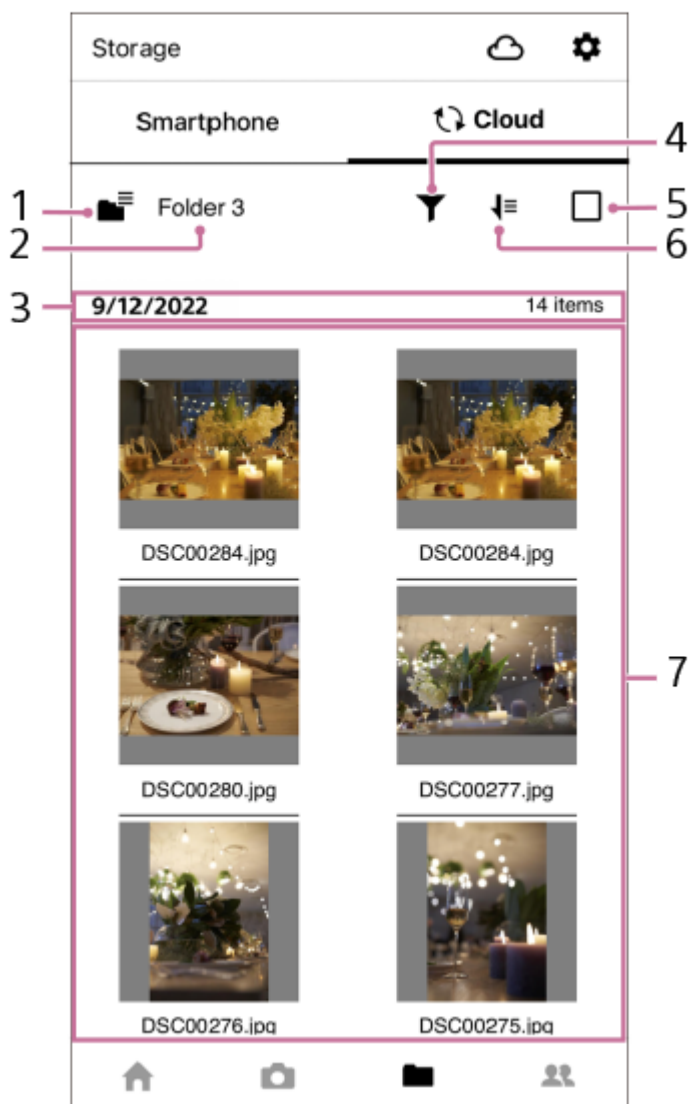 Storage
Smartphone Cloud
4
1 Folder 3 5
2 6
3 9/12/2022 14 items
DSC00284.jpg DSC00284.jpg
DSC00280.jpg DSC00277.jpg
7
DSC00276.jpg DSC00275.jpg